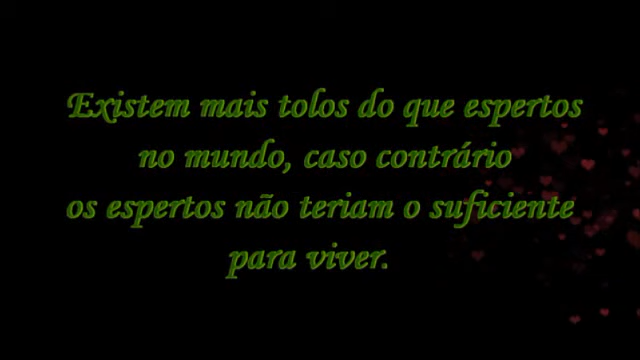 Existem mais tolos do que espertos
no mundo, caso contrário
os espertos não teriam o suficiente
para viver.